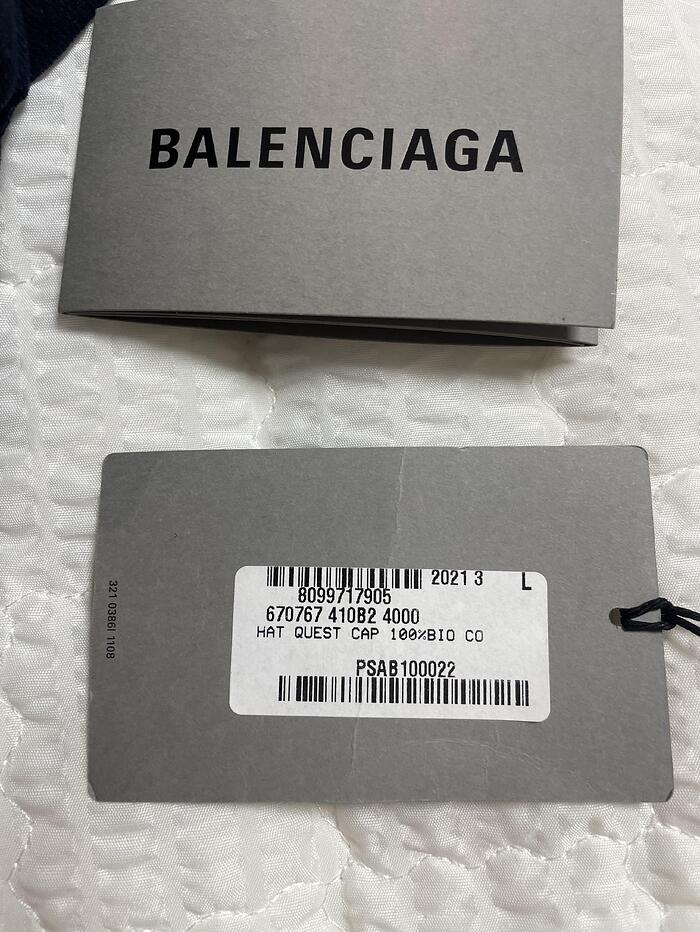 BALENCIAGA
2021 3 L
8099717905
670767 410B2 4000
HAT QUEST CAP 100%BIO CO
PSAB100022
321 0386I 1108